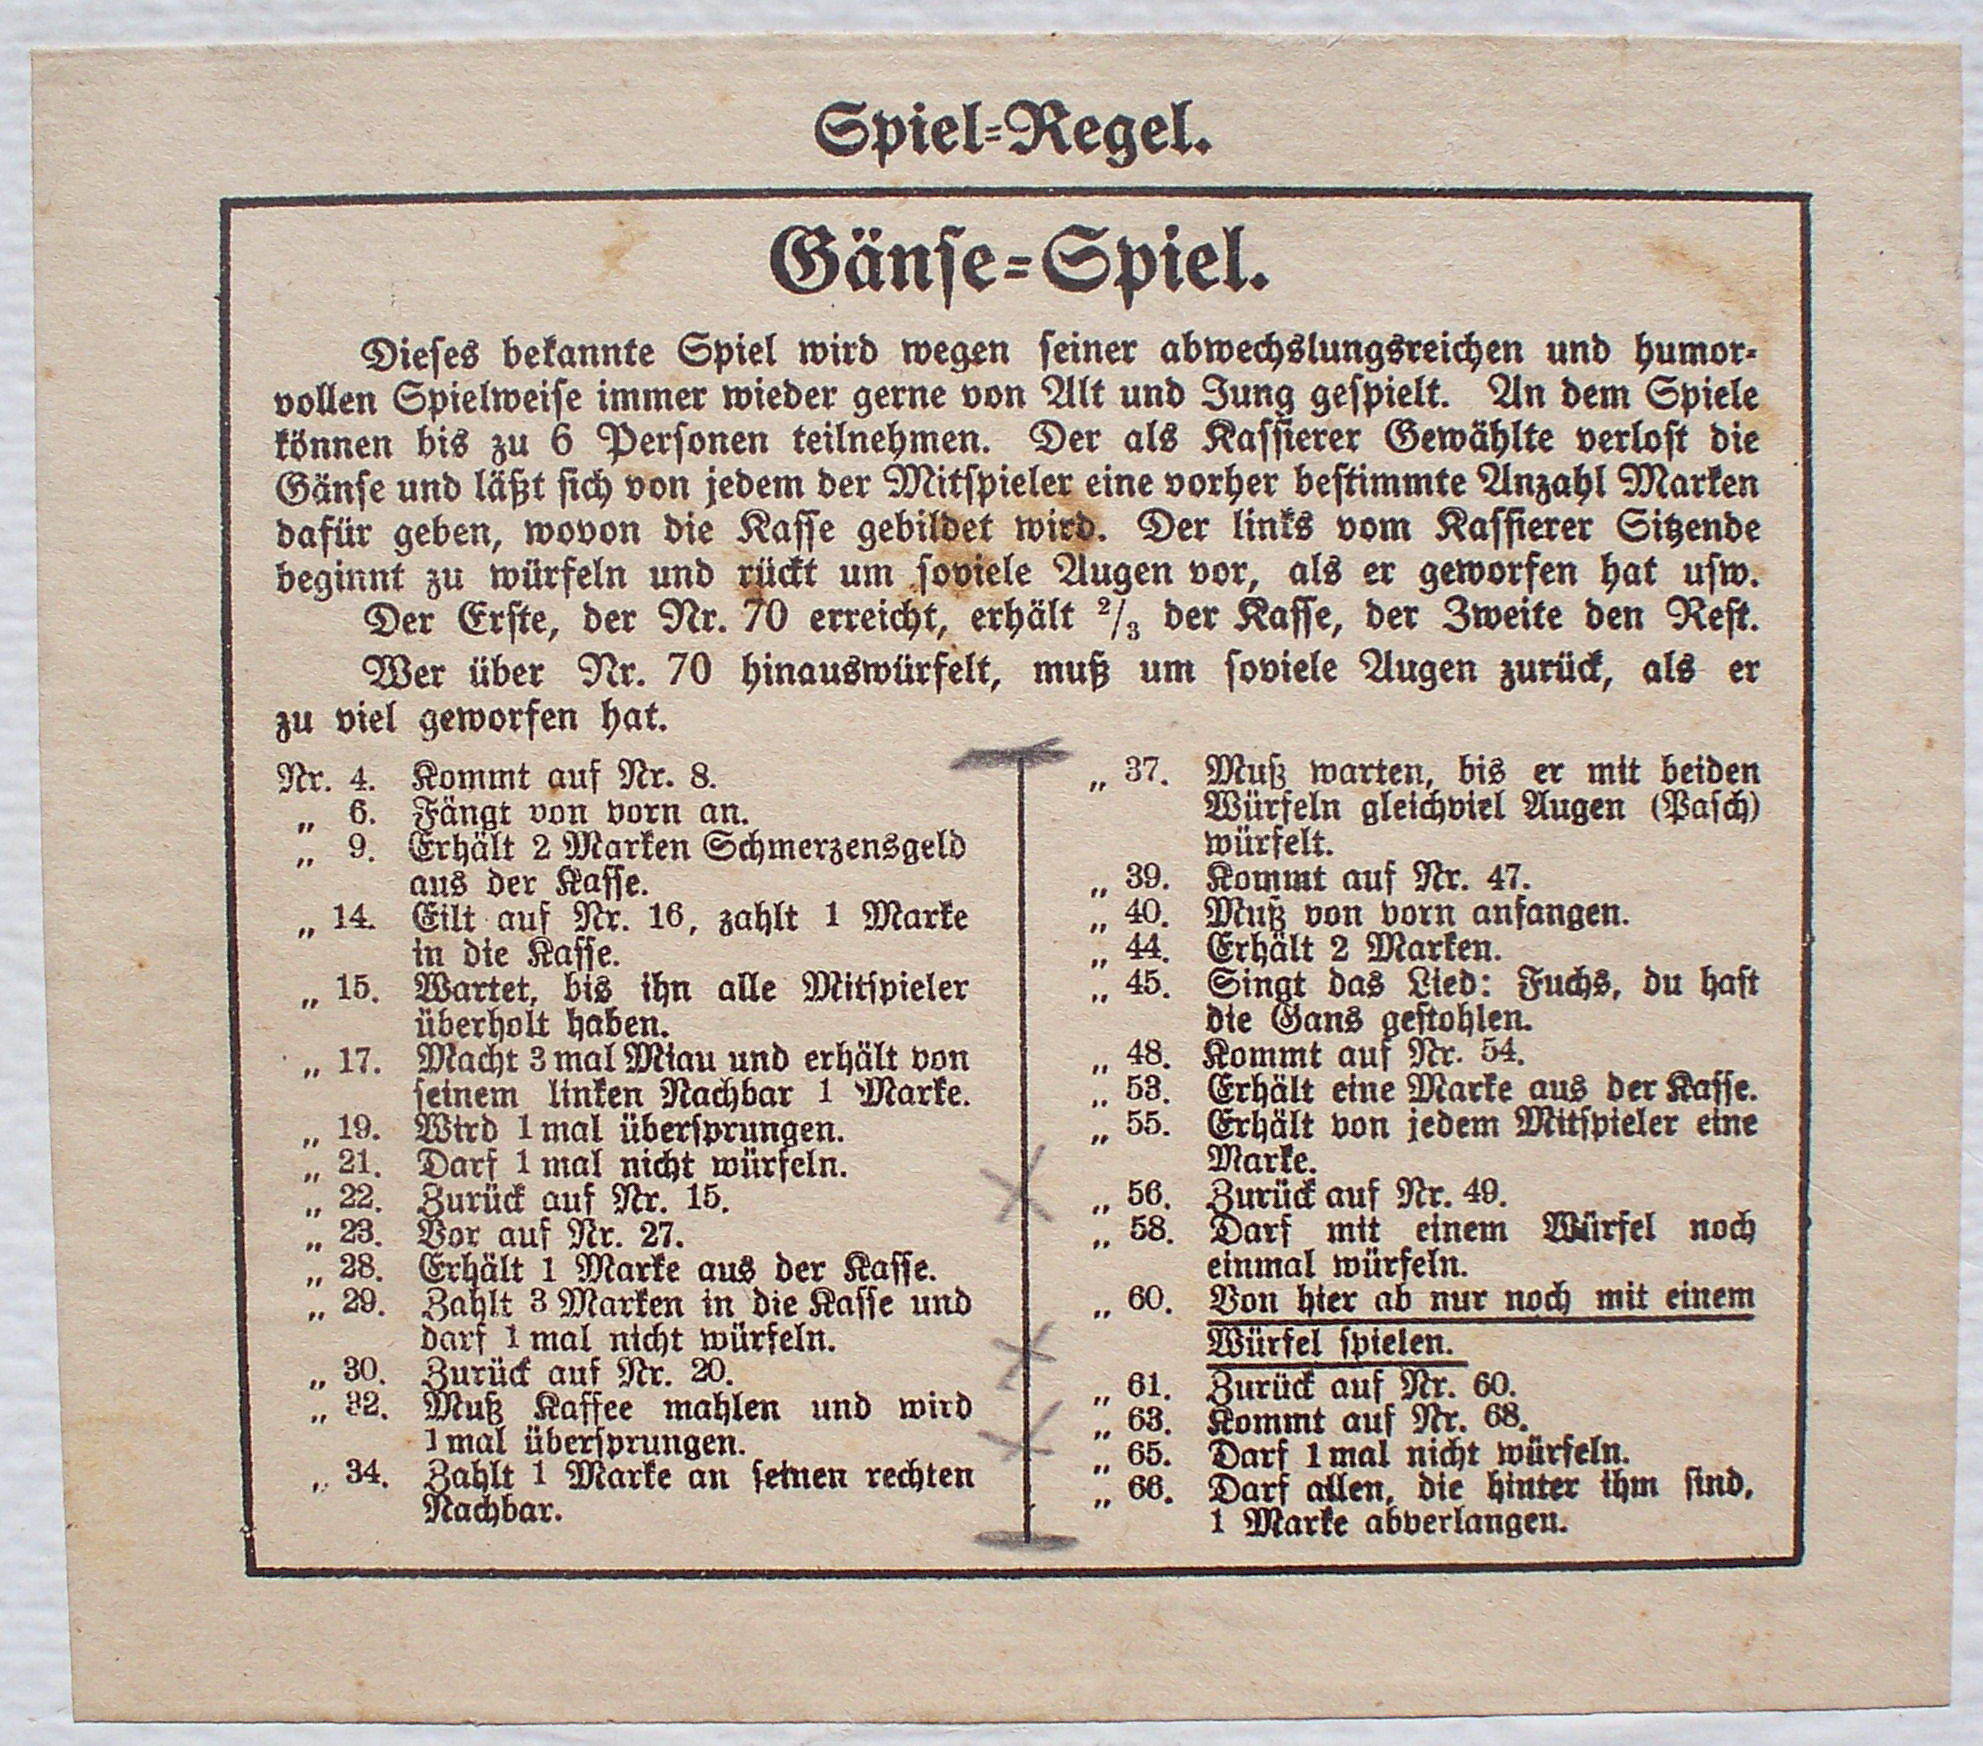 Spiel-Regel.
Gänse-Spiel.
Dieses bekannte Spiel wird wegen seiner abwechslungsreichen und humor-
vollen Spielweise immer wieder gerne von Alt und Jung gespielt. An dem Spiele
können bis zu 6 Personen teilnehmen. Der als Kassierer Gewählte verlost die
Gänse und läßt sich von jedem der Mitspieler eine vorher bestimmte Anzahl Marken
dafür geben, wovon die Kasse gebildet wird. Der links vom Kassierer Sitzende
beginnt zu würfeln und rückt um soviele Augen vor, als er geworfen hat usw.
Der Erste, der Nr. 70 erreicht, erhält 2/3 der Kasse, der Zweite den Rest.
Wer über Nr. 70 hinauswürfelt, muß um soviele Augen zurück, als er
zu viel geworfen hat.
Nr. 4. Kommt auf Nr. 8.
„ 6. Fängt von vorn an.
„ 9. Erhält 2 Marken Schmerzensgeld
aus der Kasse.
„ 14. Eilt auf Nr. 16, zahlt 1 Marke
in die Kasse.
„ 15. Wartet, bis ihn alle Mitspieler
überholt haben.
„ 17. Macht 3 mal Miau und erhält von
seinem linken Nachbar 1 Marke.
„ 19. Wird 1 mal übersprungen.
„ 21. Darf 1 mal nicht würfeln.
„ 22. Zurück auf Nr. 15.
„ 23. Vor auf Nr. 27.
„ 28. Erhält 1 Marke aus der Kasse.
„ 29. Zahlt 3 Marken in die Kasse und
darf 1 mal nicht würfeln.
„ 30. Zurück auf Nr. 20.
„ 32. Muß Kaffee mahlen und wird
1 mal übersprungen.
„ 34. Zahlt 1 Marke an seinen rechten
Nachbar.
„ 37. Muß warten, bis er mit beiden
Würfeln gleichviel Augen (Pasch)
würfelt.
„ 39. Kommt auf Nr. 47.
„ 40. Muß von vorn anfangen.
„ 44. Erhält 2 Marken.
„ 45. Singt das Lied: Fuchs, du hast
die Gans gestohlen.
„ 48. Kommt auf Nr. 54.
„ 53. Erhält eine Marke aus der Kasse.
„ 55. Erhält von jedem Mitspieler eine
Marke.
„ 56. Zurück auf Nr. 49.
„ 58. Darf mit einem Würfel noch
einmal würfeln.
„ 60. Von hier ab nur noch mit einem
Würfel spielen.
„ 61. Zurück auf Nr. 60.
„ 63. Kommt auf Nr. 68.
„ 65. Darf 1 mal nicht würfeln.
„ 66. Darf allen, die hinter ihm sind,
1 Marke abverlangen.